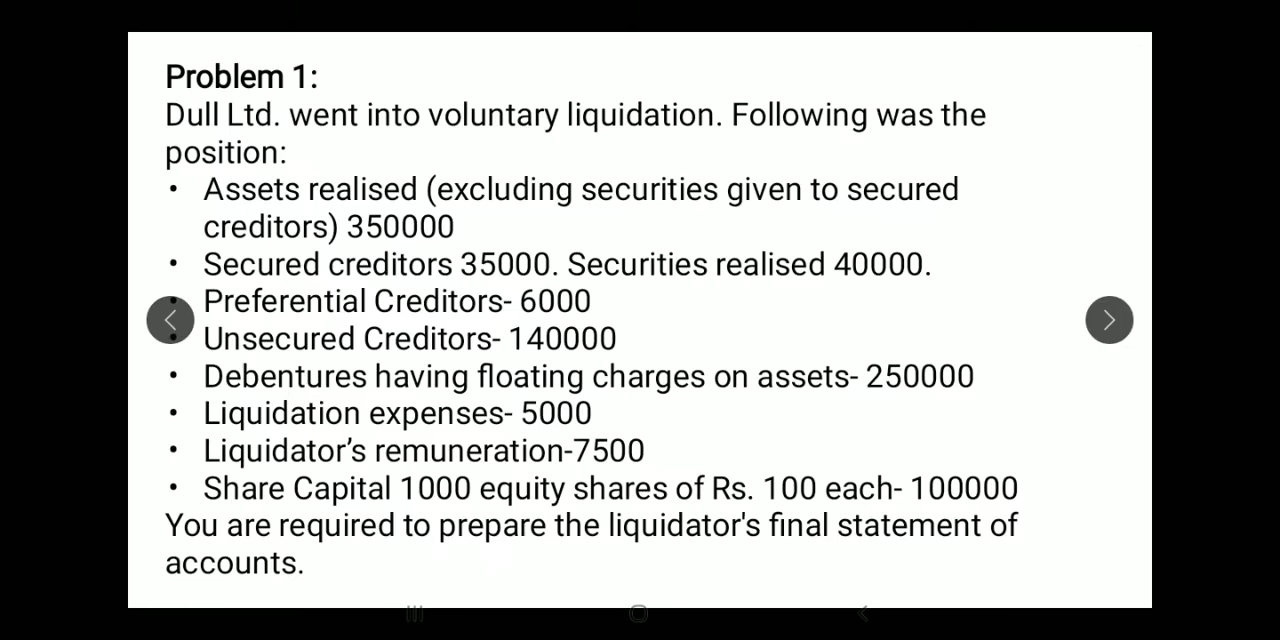 Problem 1:
Dull Ltd. went into voluntary liquidation. Following was the
position:
• Assets realised (excluding securities given to secured
creditors) 350000
• Secured creditors 35000. Securities realised 40000.
• Preferential Creditors- 6000
• Unsecured Creditors- 140000
• Debentures having floating charges on assets- 250000
• Liquidation expenses- 5000
• Liquidator's remuneration-7500
• Share Capital 1000 equity shares of Rs. 100 each- 100000
You are required to prepare the liquidator's final statement of
accounts.